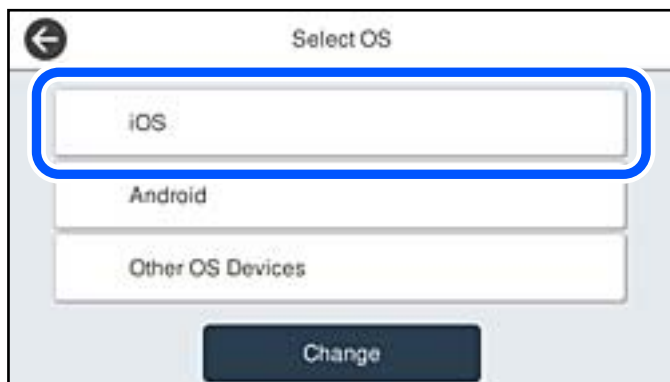 Select OS
iOS
Android
Other OS Devices
Change